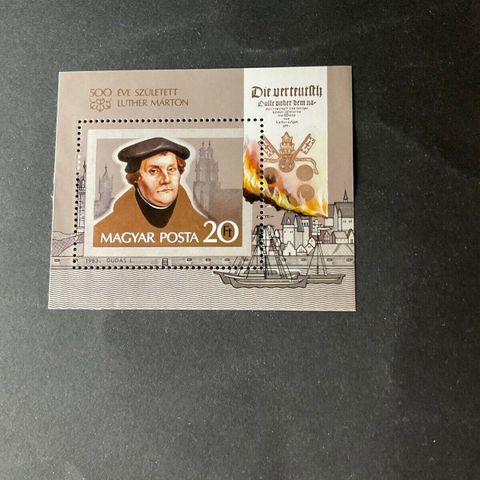 500 ÉVE SZÜLETETT
LUTHER MÁRTON
Die verteutsch
Bulle under dem na-
MAGYAR POSTA 20 Ft
1983. DUDÁS L.